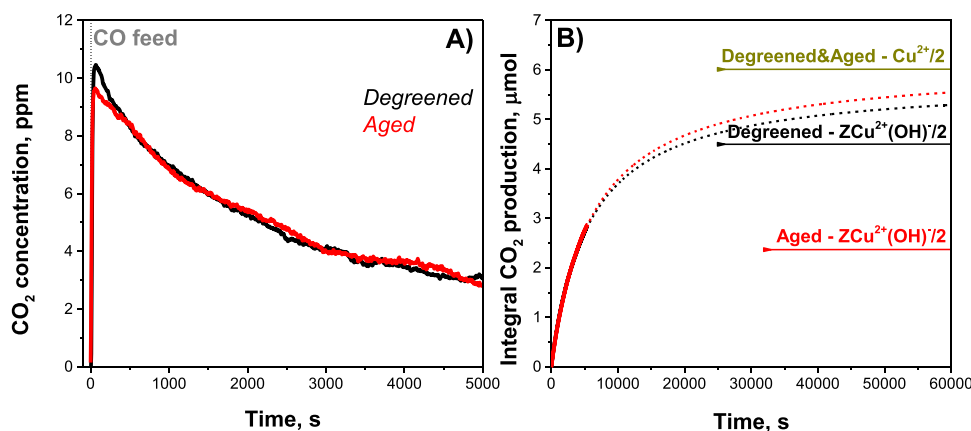 CO feed
A)
Degreened
Aged
CO₂ concentration, ppm
12
10
8
6
4
2
0
0
1000
2000
3000
4000
5000
Time, s
B)
Degreened&Aged - Cu²⁺/2
Degreened - ZCu²⁺(OH)⁻/2
Aged - ZCu²⁺(OH)⁻/2
Integral CO₂ production, μmol
7
6
5
4
3
2
1
0
0
10000
20000
30000
40000
50000
60000
Time, s